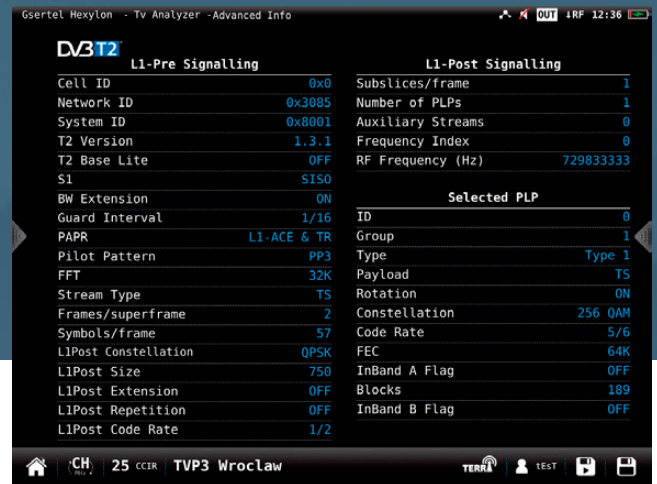 Gsertel Hexylon - Tv Analyzer -Advanced Info OUT ↓RF 12:36
DVB T2
L1-Pre Signalling
Cell ID 0x0
Network ID 0x3085
System ID 0x8001
T2 Version 1.3.1
T2 Base Lite OFF
S1 SISO
BW Extension ON
Guard Interval 1/16
PAPR L1-ACE & TR
Pilot Pattern PP3
FFT 32K
Stream Type TS
Frames/superframe 2
Symbols/frame 57
L1Post Constellation QPSK
L1Post Size 750
L1Post Extension OFF
L1Post Repetition OFF
L1Post Code Rate 1/2
L1-Post Signalling
Subslices/frame 1
Number of PLPs 1
Auxiliary Streams 0
Frequency Index 0
RF Frequency (Hz) 729833333
Selected PLP
ID 0
Group 1
Type Type 1
Payload TS
Rotation ON
Constellation 256 QAM
Code Rate 5/6
FEC 64K
InBand A Flag OFF
Blocks 189
InBand B Flag OFF
CH MHz 25 CCIR TVP3 Wroclaw TERR tEST